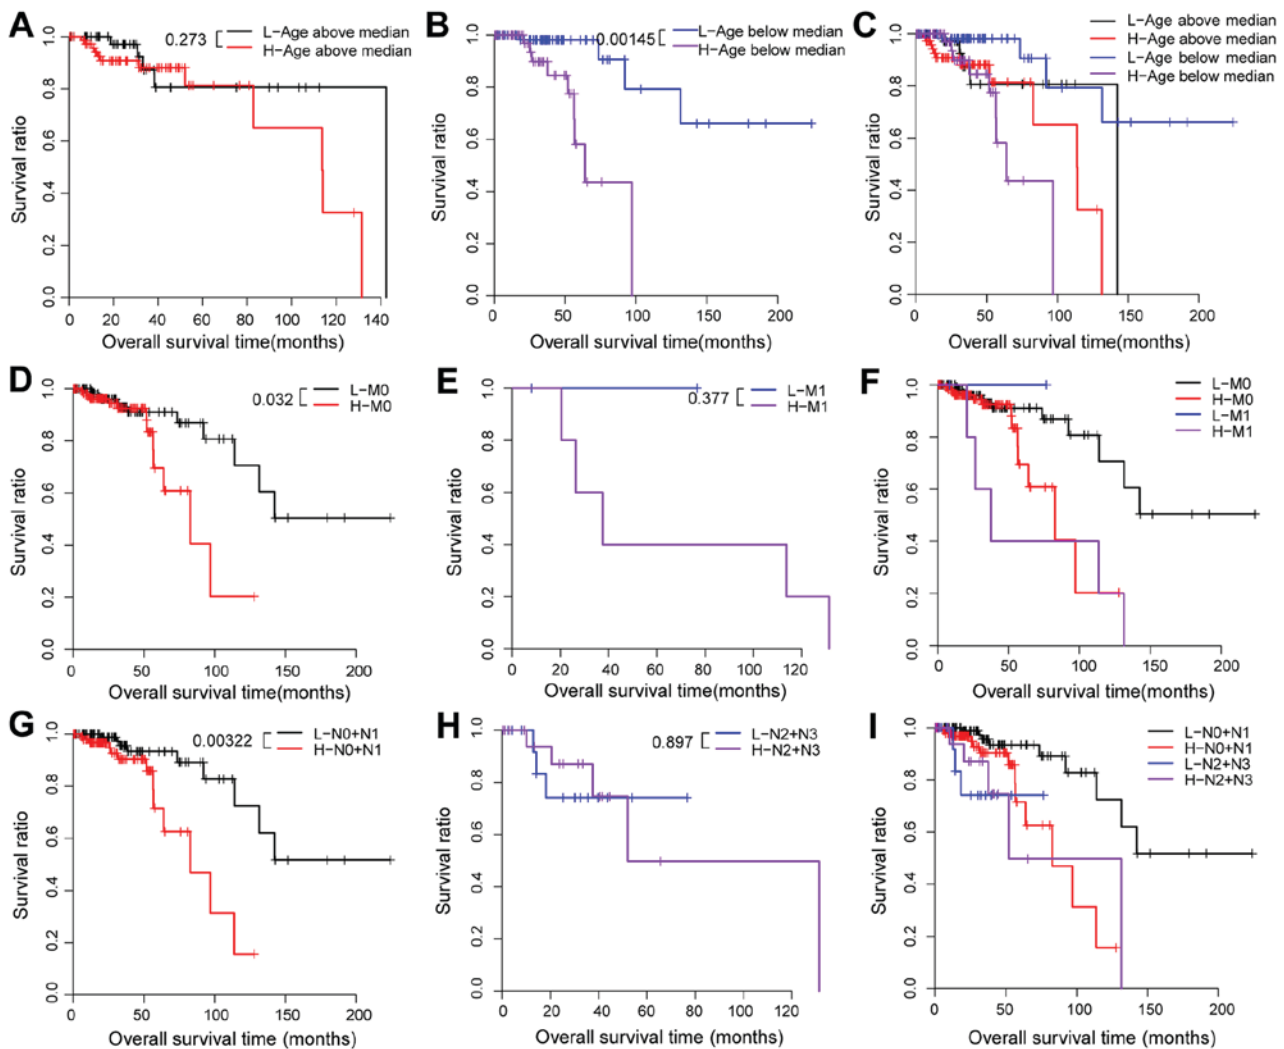 A
0.273
L-Age above median
H-Age above median
Survival ratio
0.0 0.2 0.4 0.6 0.8 1.0
0 20 40 60 80 100 120 140
Overall survival time(months)
B
0.00145
L-Age below median
H-Age below median
Survival ratio
0.0 0.2 0.4 0.6 0.8 1.0
0 50 100 150 200
Overall survival time(months)
C
L-Age above median
H-Age above median
L-Age below median
H-Age below median
Survival ratio
0.0 0.2 0.4 0.6 0.8 1.0
0 50 100 150 200
Overall survival time(months)
D
0.032
L-M0
H-M0
Survival ratio
0.0 0.2 0.4 0.6 0.8 1.0
0 50 100 150 200
Overall survival time(months)
E
0.377
L-M1
H-M1
Survival ratio
0.0 0.2 0.4 0.6 0.8 1.0
0 20 40 60 80 100 120
Overall survival time(months)
F
L-M0
H-M0
L-M1
H-M1
Survival ratio
0.0 0.2 0.4 0.6 0.8 1.0
0 50 100 150 200
Overall survival time(months)
G
0.00322
L-N0+N1
H-N0+N1
Survival ratio
0.0 0.2 0.4 0.6 0.8 1.0
0 50 100 150 200
Overall survival time (months)
H
0.897
L-N2+N3
H-N2+N3
Survival ratio
0.0 0.2 0.4 0.6 0.8 1.0
0 20 40 60 80 100 120
Overall survival time (months)
I
L-N0+N1
H-N0+N1
L-N2+N3
H-N2+N3
Survival ratio
0.0 0.2 0.4 0.6 0.8 1.0
0 50 100 150 200
Overall survival time (months)